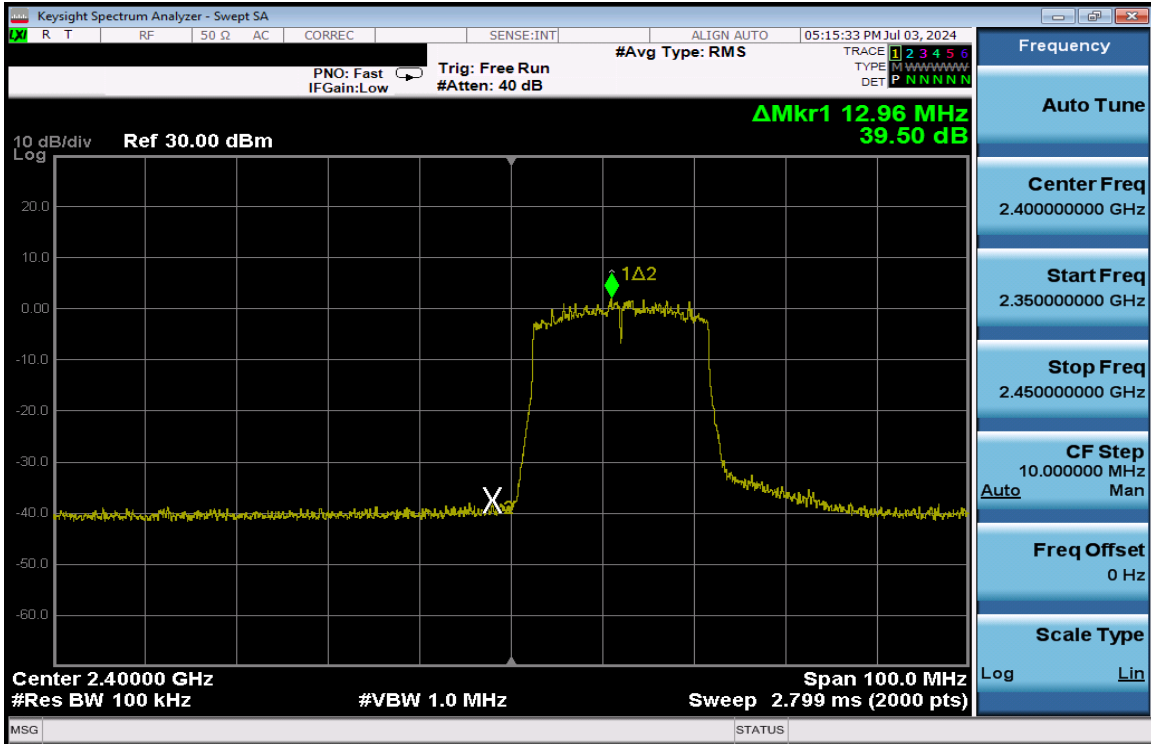 Keysight Spectrum Analyzer - Swept SA
LXI R T RF 50 Ω AC CORREC SENSE:INT ALIGN AUTO 05:15:33 PM Jul 03, 2024
#Avg Type: RMS
TRACE 1 2 3 4 5 6
TYPE M W W W W W
DET P N N N N N
PNO: Fast
IFGain:Low
Trig: Free Run
#Atten: 40 dB
ΔMkr1 12.96 MHz
39.50 dB
10 dB/div Ref 30.00 dBm
Log
20.0
10.0
1Δ2
0.00
-10.0
-20.0
-30.0
X
-40.0
-50.0
-60.0
Center 2.40000 GHz Span 100.0 MHz
#Res BW 100 kHz #VBW 1.0 MHz Sweep 2.799 ms (2000 pts)
MSG STATUS
Frequency
Auto Tune
Center Freq
2.400000000 GHz
Start Freq
2.350000000 GHz
Stop Freq
2.450000000 GHz
CF Step
10.000000 MHz
Auto Man
Freq Offset
0 Hz
Scale Type
Log Lin